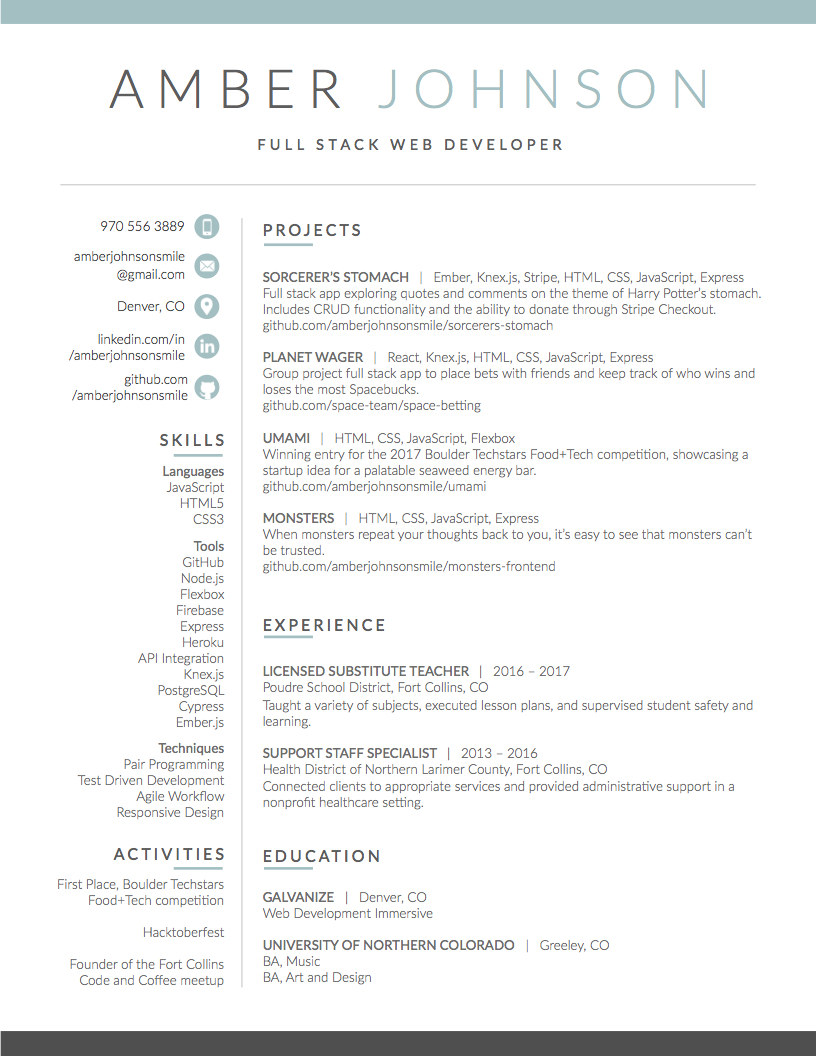 AMBER JOHNSON
FULL STACK WEB DEVELOPER
970 556 3889
amberjohnsonsmile
@gmail.com
Denver, CO
linkedin.com/in
/amberjohnsonsmile
github.com
/amberjohnsonsmile
SKILLS
Languages
JavaScript
HTML5
CSS3
Tools
GitHub
Node.js
Flexbox
Firebase
Express
Heroku
API Integration
Knex.js
PostgreSQL
Cypress
Ember.js
Techniques
Pair Programming
Test Driven Development
Agile Workflow
Responsive Design
ACTIVITIES
First Place, Boulder Techstars
Food+Tech competition
Hacktoberfest
Founder of the Fort Collins
Code and Coffee meetup
PROJECTS
SORCERER'S STOMACH | Ember, Knex.js, Stripe, HTML, CSS, JavaScript, Express
Full stack app exploring quotes and comments on the theme of Harry Potter's stomach.
Includes CRUD functionality and the ability to donate through Stripe Checkout.
github.com/amberjohnsonsmile/sorcerers-stomach
PLANET WAGER | React, Knex.js, HTML, CSS, JavaScript, Express
Group project full stack app to place bets with friends and keep track of who wins and
loses the most Spacebucks.
github.com/space-team/space-betting
UMAMI | HTML, CSS, JavaScript, Flexbox
Winning entry for the 2017 Boulder Techstars Food+Tech competition, showcasing a
startup idea for a palatable seaweed energy bar.
github.com/amberjohnsonsmile/umami
MONSTERS | HTML, CSS, JavaScript, Express
When monsters repeat your thoughts back to you, it's easy to see that monsters can't
be trusted.
github.com/amberjohnsonsmile/monsters-frontend
EXPERIENCE
LICENSED SUBSTITUTE TEACHER | 2016 – 2017
Poudre School District, Fort Collins, CO
Taught a variety of subjects, executed lesson plans, and supervised student safety and
learning.
SUPPORT STAFF SPECIALIST | 2013 – 2016
Health District of Northern Larimer County, Fort Collins, CO
Connected clients to appropriate services and provided administrative support in a
nonprofit healthcare setting.
EDUCATION
GALVANIZE | Denver, CO
Web Development Immersive
UNIVERSITY OF NORTHERN COLORADO | Greeley, CO
BA, Music
BA, Art and Design